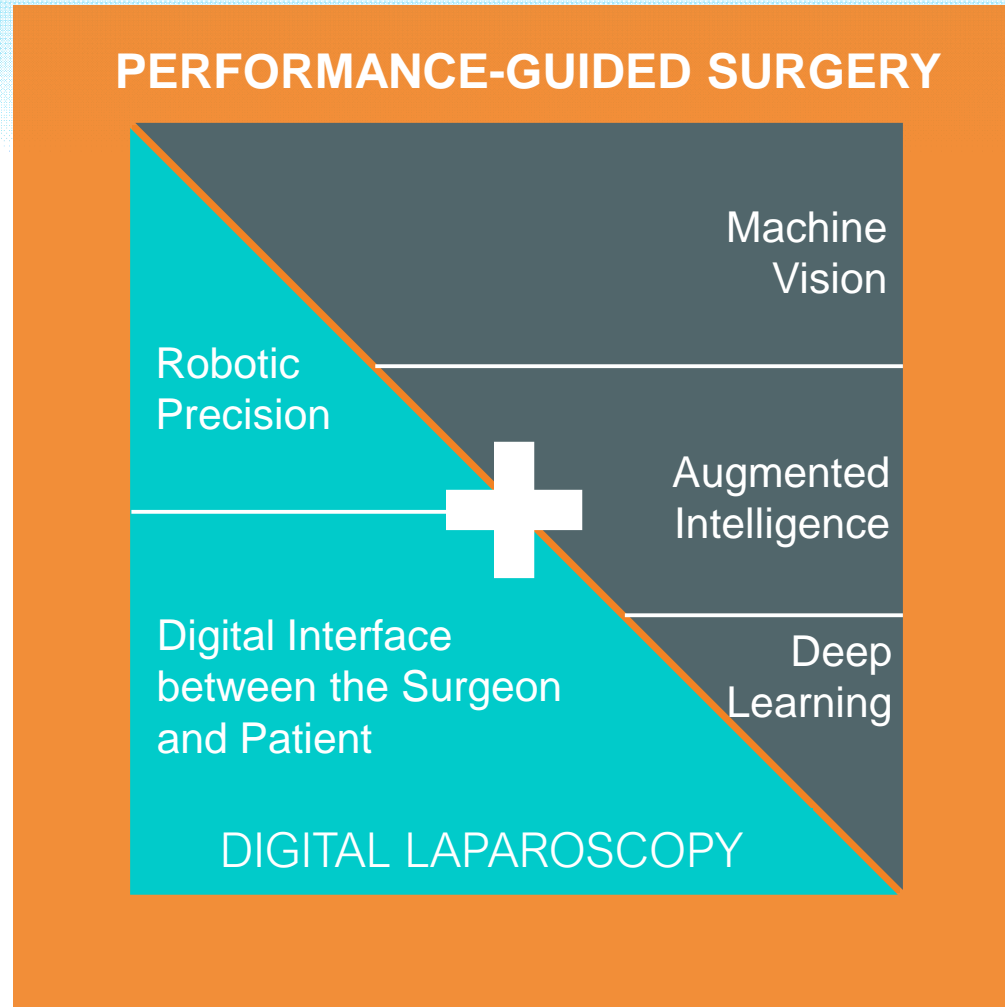 PERFORMANCE-GUIDED SURGERY
Machine
Vision
Robotic
Precision
Augmented
Intelligence
Digital Interface
between the Surgeon
and Patient
Deep
Learning
DIGITAL LAPAROSCOPY